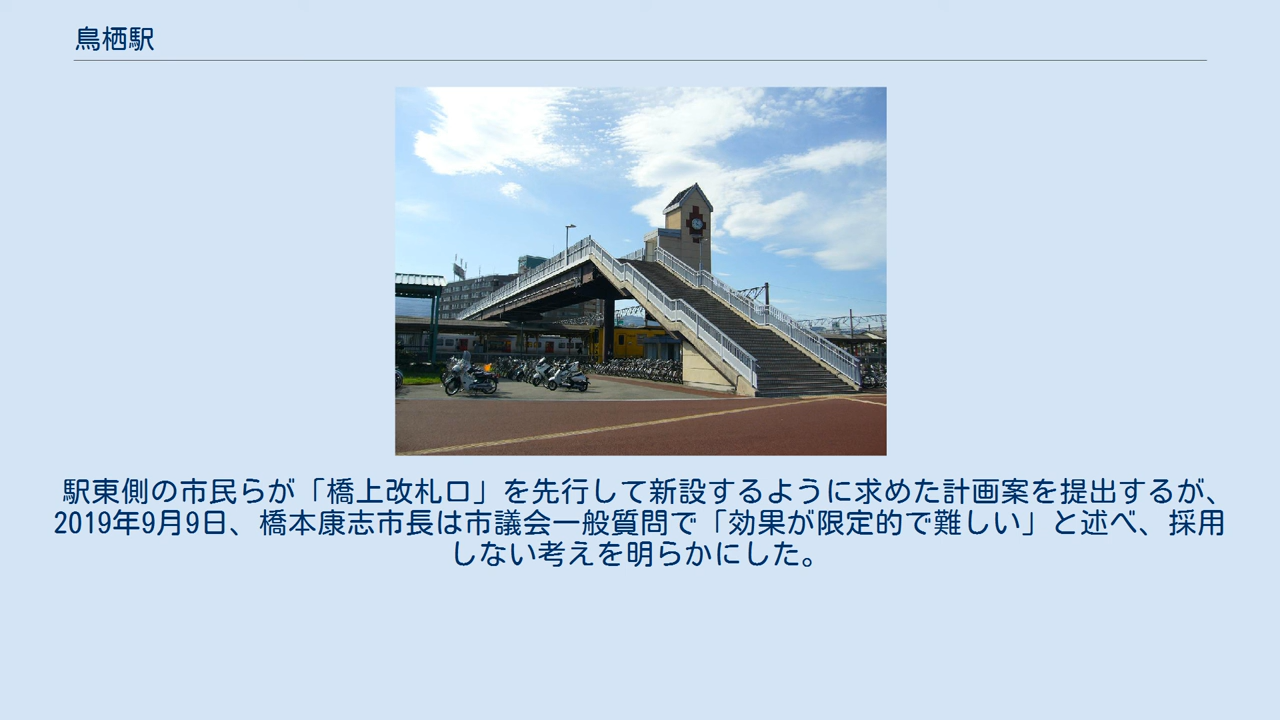 鳥栖駅
駅東側の市民らが「橋上改札口」を先行して新設するように求めた計画案を提出するが、
2019年9月9日、橋本康志市長は市議会一般質問で「効果が限定的で難しい」と述べ、採用
しない考えを明らかにした。